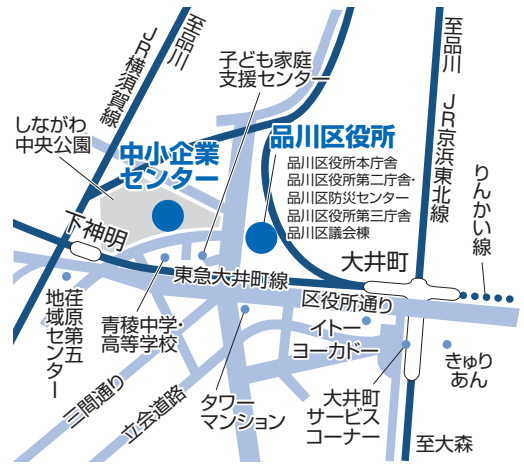 至品川
JR横須賀線
子ども家庭
支援センター
至品川
JR京浜東北線
しながわ
中央公園
中小企業
センター
品川区役所
品川区役所本庁舎
品川区役所第二庁舎・
品川区防災センター
品川区役所第三庁舎
品川区議会棟
りんかい線
下神明
大井町
東急大井町線
区役所通り
荏原第五
地域センター
青稜中学・
高等学校
イトー
ヨーカドー
きゅり
あん
三間通り
立会道路
タワー
マンション
大井町
サービス
コーナー
至大森